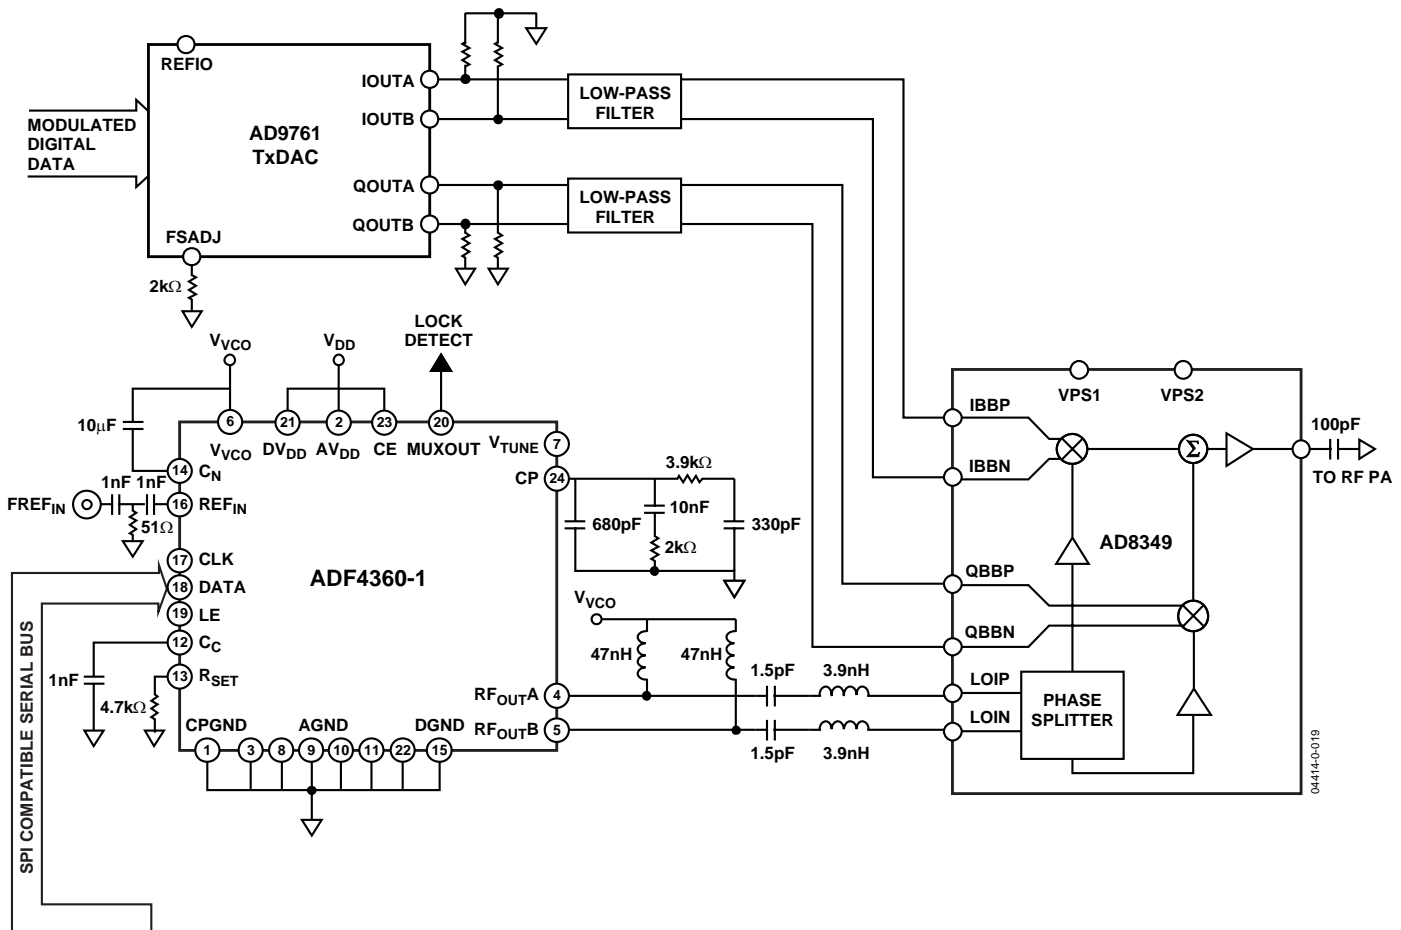 REFIO
IOUTA
IOUTB
MODULATED
DIGITAL
DATA
AD9761
TxDAC
QOUTA
QOUTB
FSADJ
2kΩ
LOW-PASS
FILTER
LOW-PASS
FILTER
LOCK
DETECT
VVCO
VDD
10μF
6
21
2
23
20
VVCO
DVDD
AVDD
CE
MUXOUT
VTUNE
7
14
CN
CP
24
3.9kΩ
1nF
1nF
FREFIN
16
REFIN
51Ω
680pF
10nF
330pF
2kΩ
17
CLK
18
DATA
19
LE
ADF4360-1
12
CC
13
RSET
1nF
4.7kΩ
VVCO
47nH
47nH
1.5pF
3.9nH
RFOUTA
4
RFOUTB
5
1.5pF
3.9nH
CPGND
AGND
DGND
1
3
8
9
10
11
22
15
SPI COMPATIBLE SERIAL BUS
VPS1
VPS2
IBBP
IBBN
Σ
100pF
TO RF PA
AD8349
QBBP
QBBN
LOIP
LOIN
PHASE
SPLITTER
04414-0-019